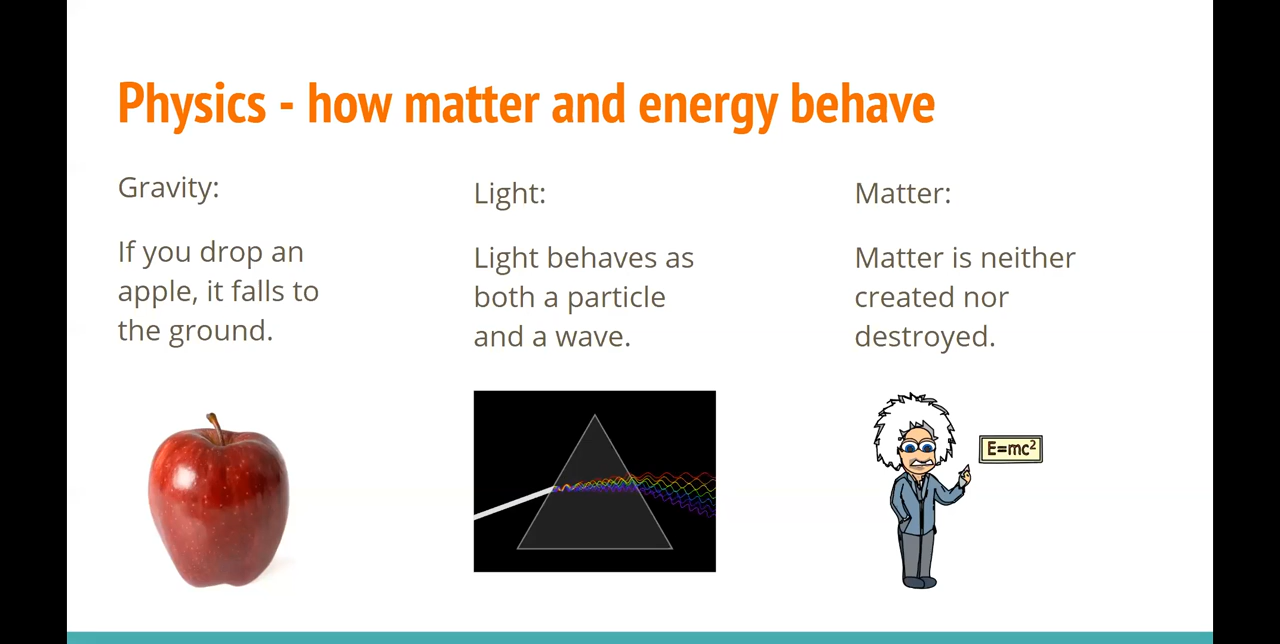 Physics - how matter and energy behave
Gravity:
If you drop an
apple, it falls to
the ground.
Light:
Light behaves as
both a particle
and a wave.
Matter:
Matter is neither
created nor
destroyed.
E=mc²